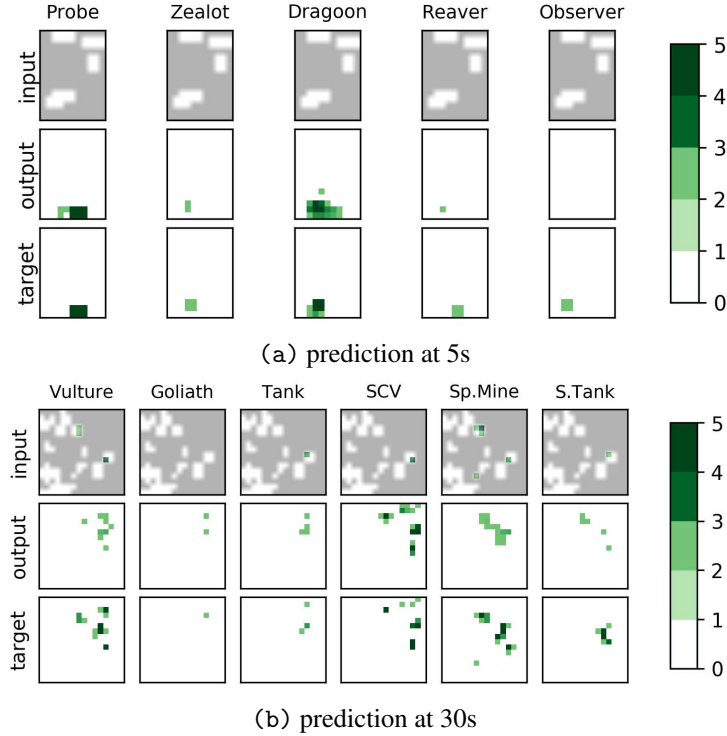 Probe Zealot Dragoon Reaver Observer
input
output
target
5
4
3
2
1
0
(a) prediction at 5s
Vulture Goliath Tank SCV Sp.Mine S.Tank
input
output
target
5
4
3
2
1
0
(b) prediction at 30s